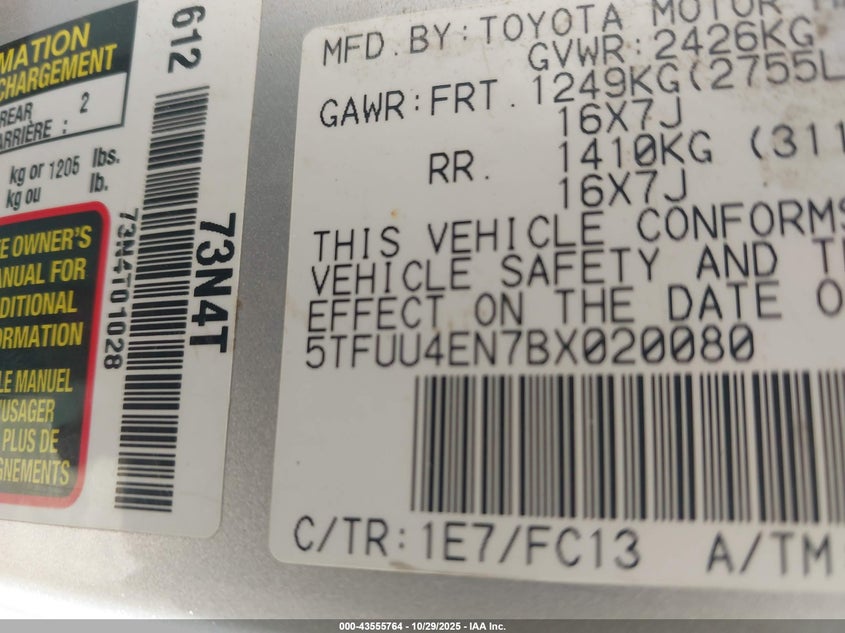 MATION
CHARGEMENT
REAR
ARRIÈRE : 2
kg or 1205 lbs.
kg ou lb.
E OWNER'S
ANUAL FOR
DITIONAL
ORMATION
LE MANUEL
USAGER
PLUS DE
GNEMENTS
612
73N4T01028
73N4T
MFD.BY:TOYOTA MOTOR
GVWR:2426KG
GAWR:FRT. 1249KG(2755L
16X7J
RR. 1410KG (311
16X7J
THIS VEHICLE CONFORMS
VEHICLE SAFETY AND T
EFFECT ON THE DATE O
5TFUU4EN7BX020080
C/TR:1E7/FC13 A/TM
000-43555764 - 10/29/2025 - IAA Inc.